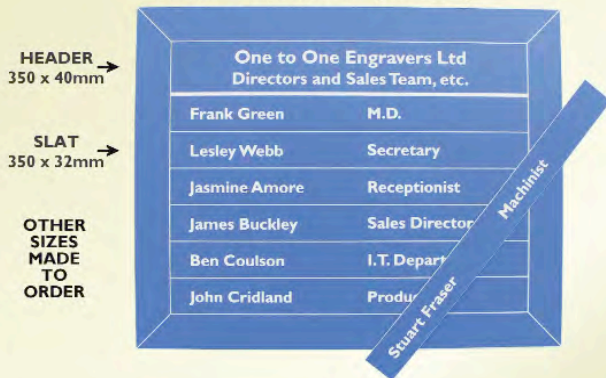 HEADER
350 x 40mm
One to One Engravers Ltd
Directors and Sales Team, etc.
Frank Green M.D.
SLAT
350 x 32mm
Lesley Webb Secretary
Jasmine Amore Receptionist
OTHER
SIZES
MADE
TO
ORDER
James Buckley Sales Director
Ben Coulson I.T. Depart
John Cridland Produ
Stuart Fraser Machinist